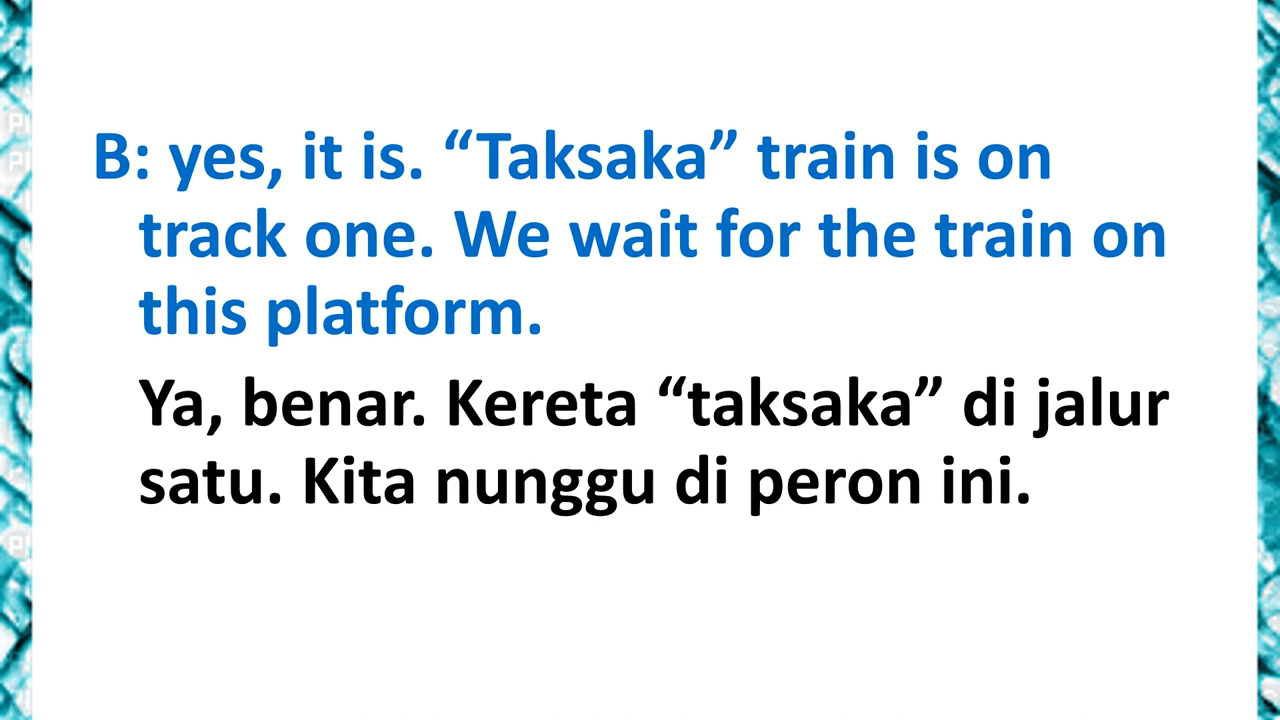 B: yes, it is. “Taksaka” train is on
track one. We wait for the train on
this platform.
Ya, benar. Kereta “taksaka” di jalur
satu. Kita nunggu di peron ini.